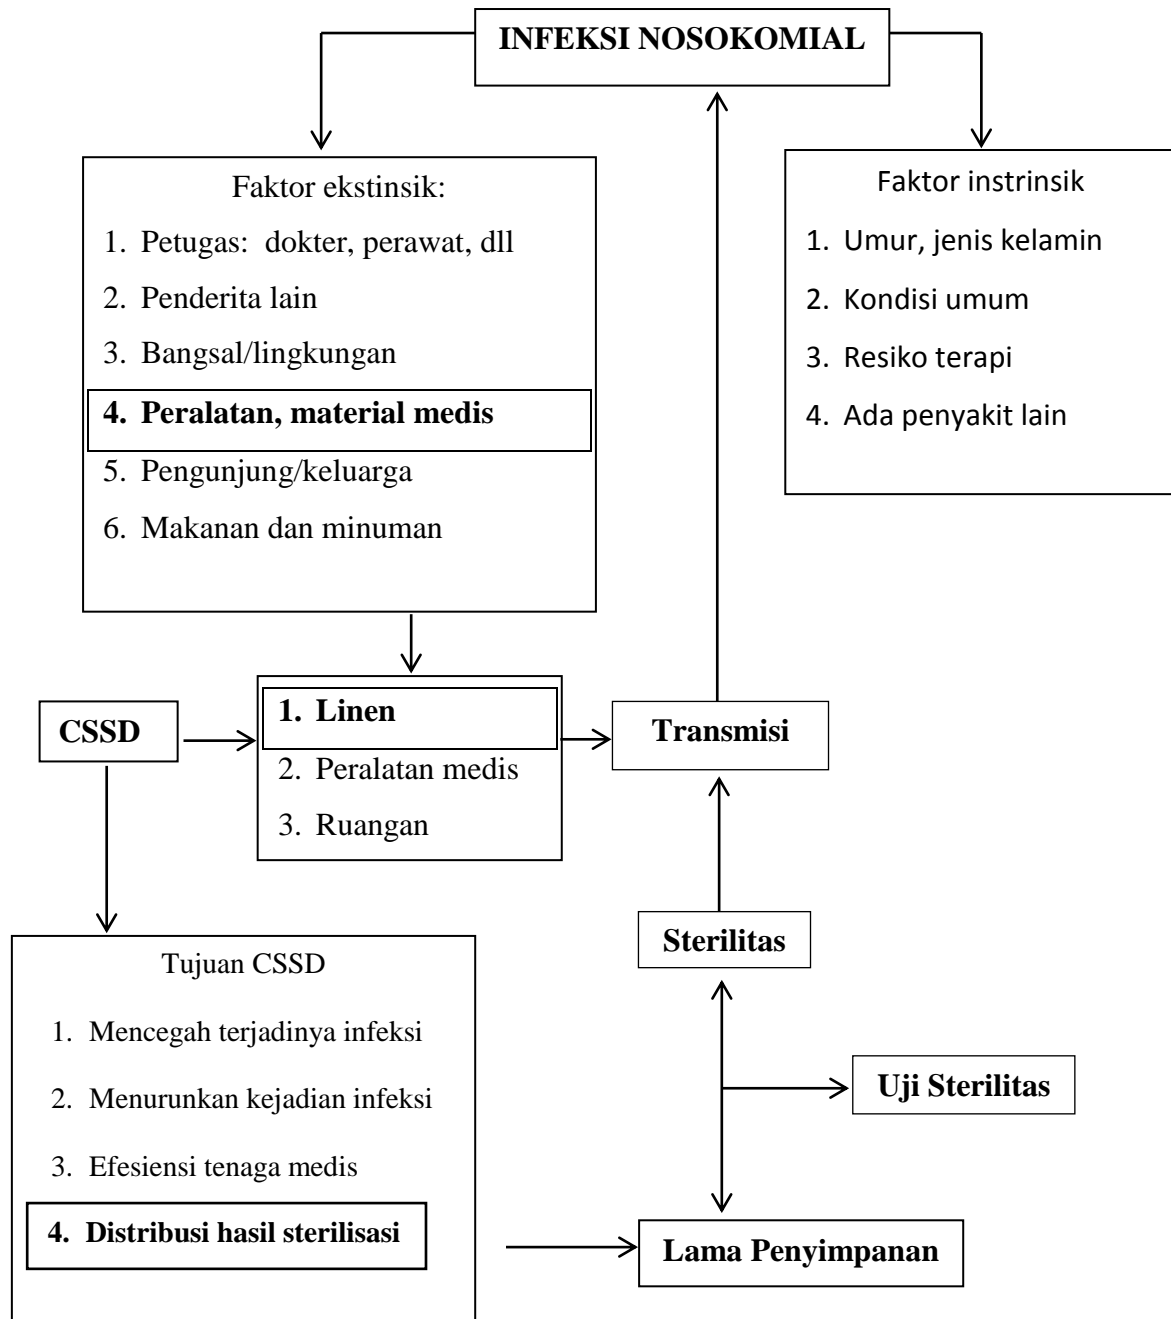 INFEKSI NOSOKOMIAL
Faktor ekstinsik:
1. Petugas: dokter, perawat, dll
2. Penderita lain
3. Bangsal/lingkungan
4. Peralatan, material medis
5. Pengunjung/keluarga
6. Makanan dan minuman
Faktor instrinsik
1. Umur, jenis kelamin
2. Kondisi umum
3. Resiko terapi
4. Ada penyakit lain
CSSD
1. Linen
2. Peralatan medis
3. Ruangan
Transmisi
Sterilitas
Tujuan CSSD
1. Mencegah terjadinya infeksi
2. Menurunkan kejadian infeksi
3. Efesiensi tenaga medis
4. Distribusi hasil sterilisasi
Uji Sterilitas
Lama Penyimpanan